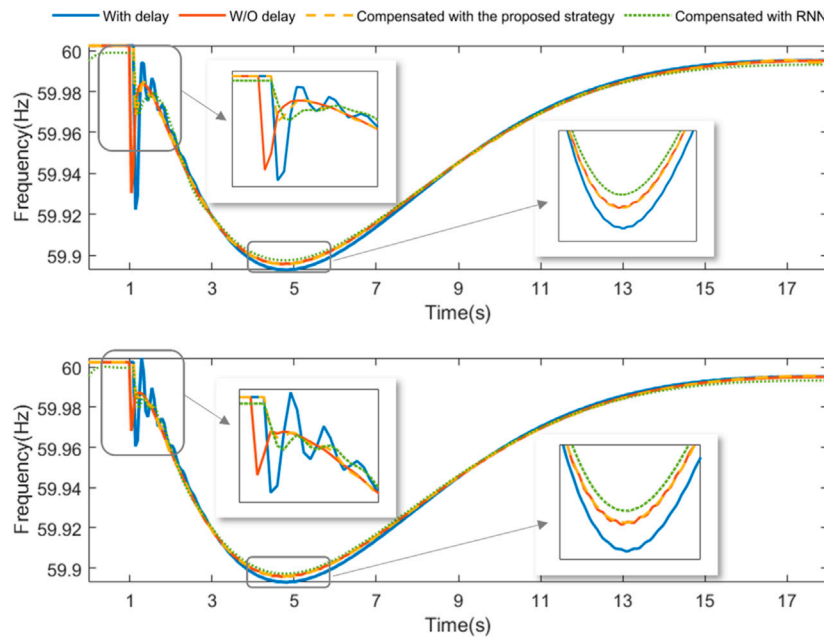 With delay W/O delay Compensated with the proposed strategy Compensated with RNN
60
59.98
59.96
59.94
59.92
59.9
Frequency(Hz)
1 3 5 7 9 11 13 15 17
Time(s)
60
59.98
59.96
59.94
59.92
59.9
Frequency(Hz)
1 3 5 7 9 11 13 15 17
Time(s)